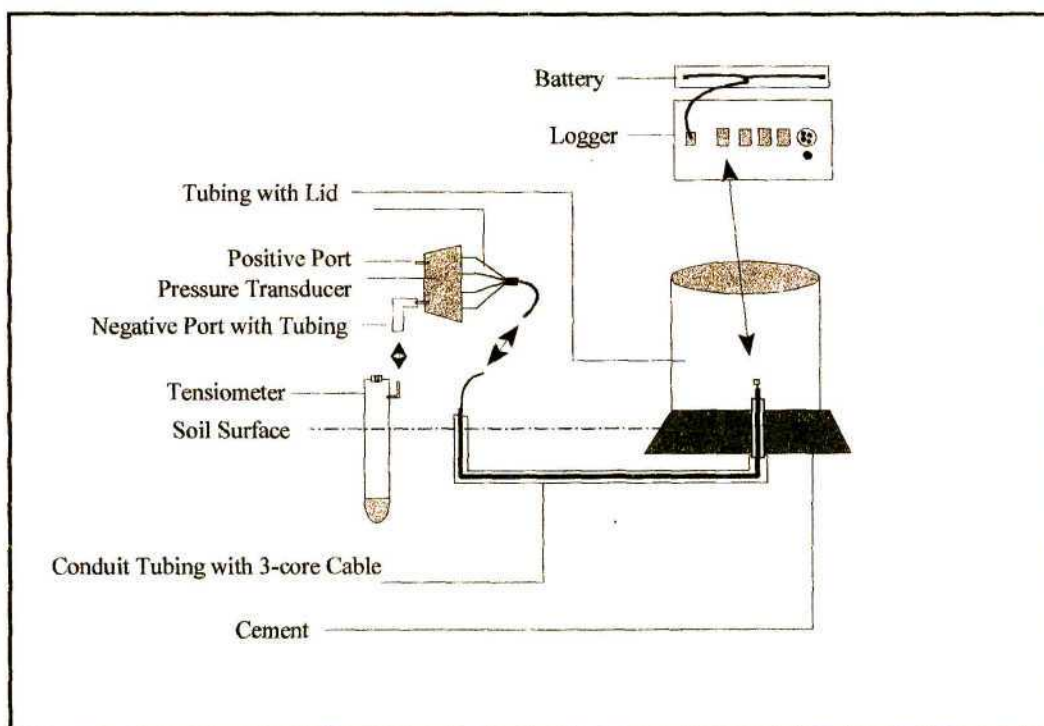 Battery
Logger
Tubing with Lid
Positive Port
Pressure Transducer
Negative Port with Tubing
Tensiometer
Soil Surface
Conduit Tubing with 3-core Cable
Cement